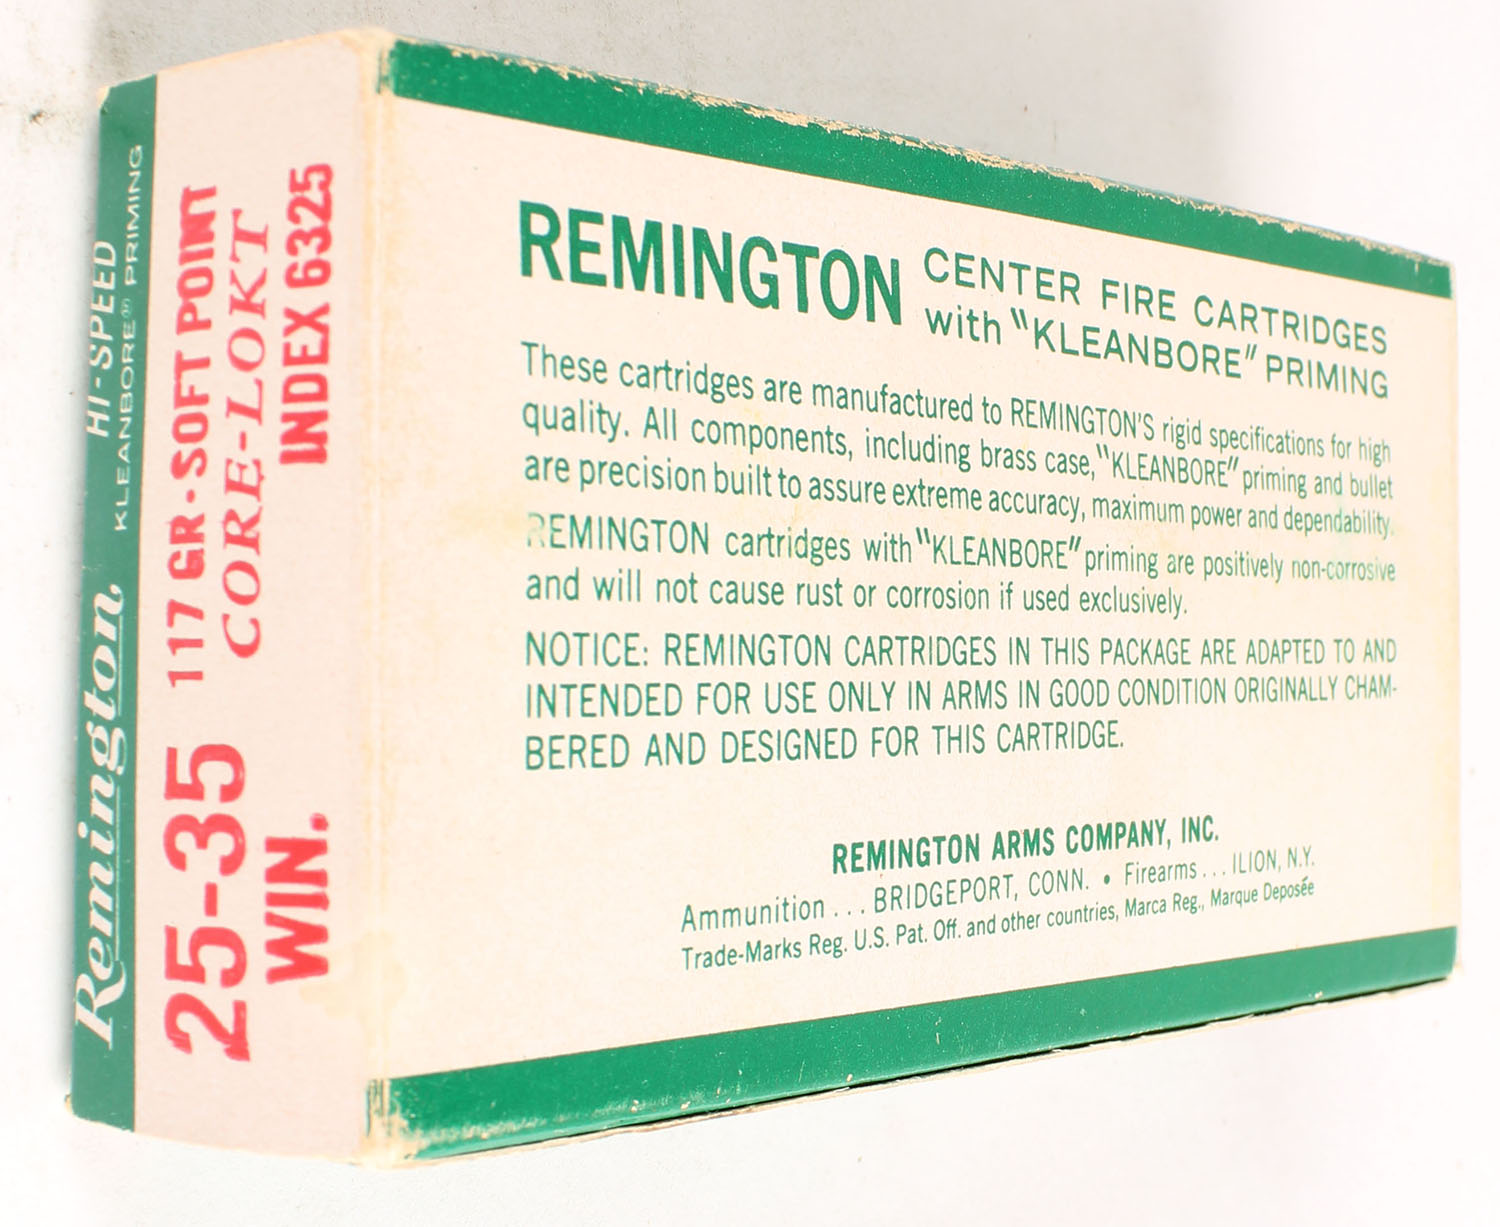 Remington HI-SPEED
KLEANBORE® PRIMING
25-35 117 GR-SOFT POINT
CORE-LOKT
WIN. INDEX 6325
REMINGTON CENTER FIRE CARTRIDGES
with "KLEANBORE" PRIMING
These cartridges are manufactured to REMINGTON'S rigid specifications for high
quality. All components, including brass case, "KLEANBORE" priming and bullet
are precision built to assure extreme accuracy, maximum power and dependability.
REMINGTON cartridges with "KLEANBORE" priming are positively non-corrosive
and will not cause rust or corrosion if used exclusively.
NOTICE: REMINGTON CARTRIDGES IN THIS PACKAGE ARE ADAPTED TO AND
INTENDED FOR USE ONLY IN ARMS IN GOOD CONDITION ORIGINALLY CHAM-
BERED AND DESIGNED FOR THIS CARTRIDGE.
REMINGTON ARMS COMPANY, INC.
Ammunition . . . BRIDGEPORT, CONN. • Firearms . . . ILION, N.Y.
Trade-Marks Reg. U.S. Pat. Off. and other countries, Marca Reg., Marque Deposée